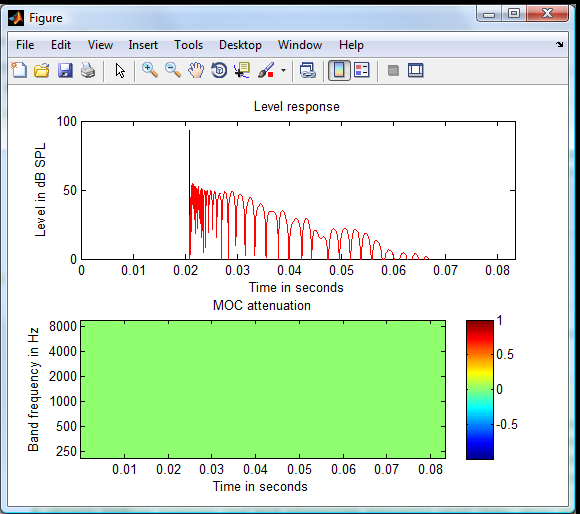 Figure
File Edit View Insert Tools Desktop Window Help
Level response
Level in dB SPL
100
50
0
0 0.01 0.02 0.03 0.04 0.05 0.06 0.07 0.08
Time in seconds
MOC attenuation
Band frequency in Hz
8000
4000
2000
1000
500
250
0.01 0.02 0.03 0.04 0.05 0.06 0.07 0.08
Time in seconds
1
0.5
0
-0.5